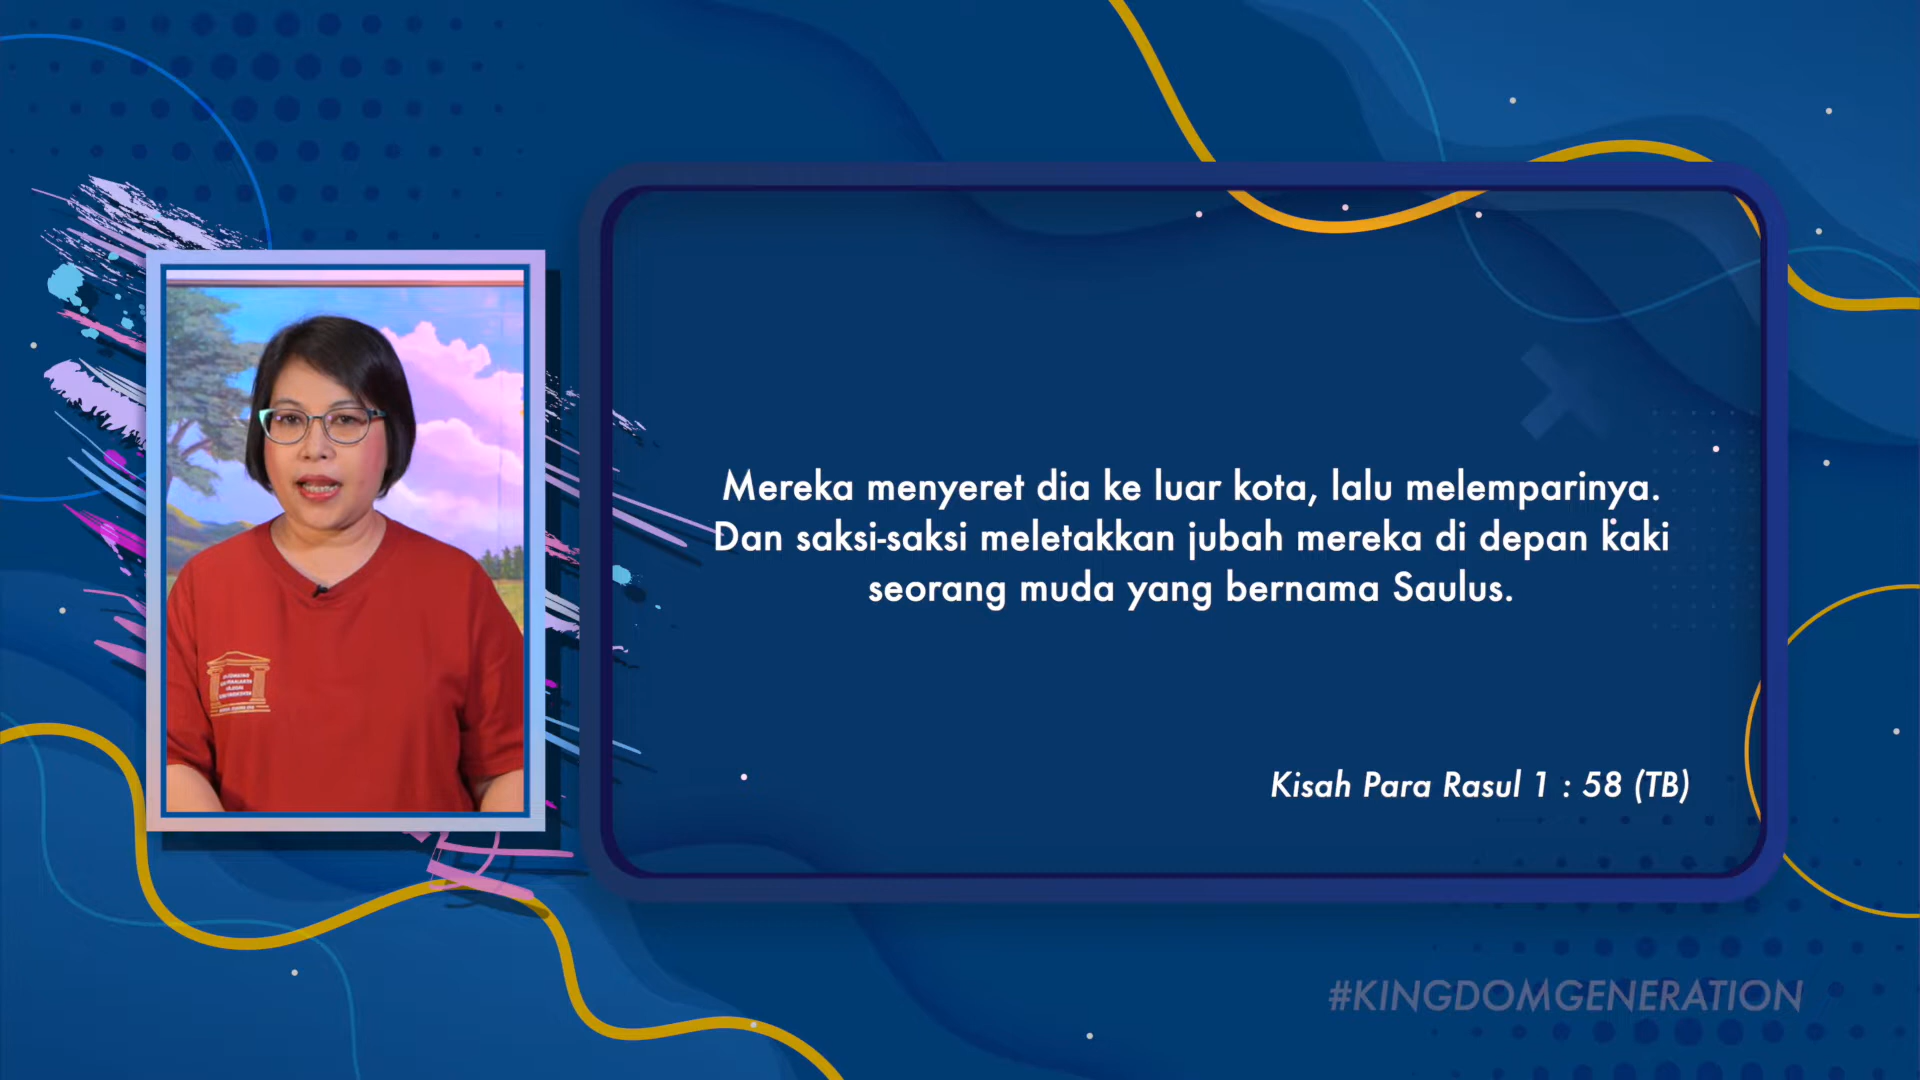 Mereka menyeret dia ke luar kota, lalu melemparinya.
Dan saksi-saksi meletakkan jubah mereka di depan kaki
seorang muda yang bernama Saulus.
Kisah Para Rasul 1 : 58 (TB)
#KINGDOMGENERATION